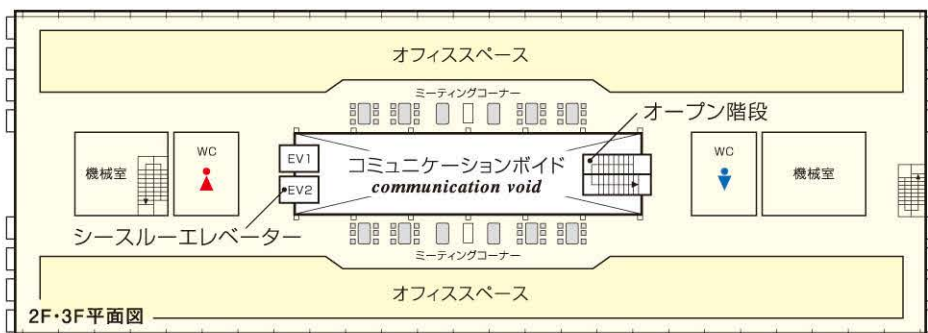 オフィススペース
ミーティングコーナー
オープン階段
機械室
WC
EV1
EV2
コミュニケーションボイド
communication void
WC
機械室
シースルーエレベーター
ミーティングコーナー
オフィススペース
2F・3F平面図